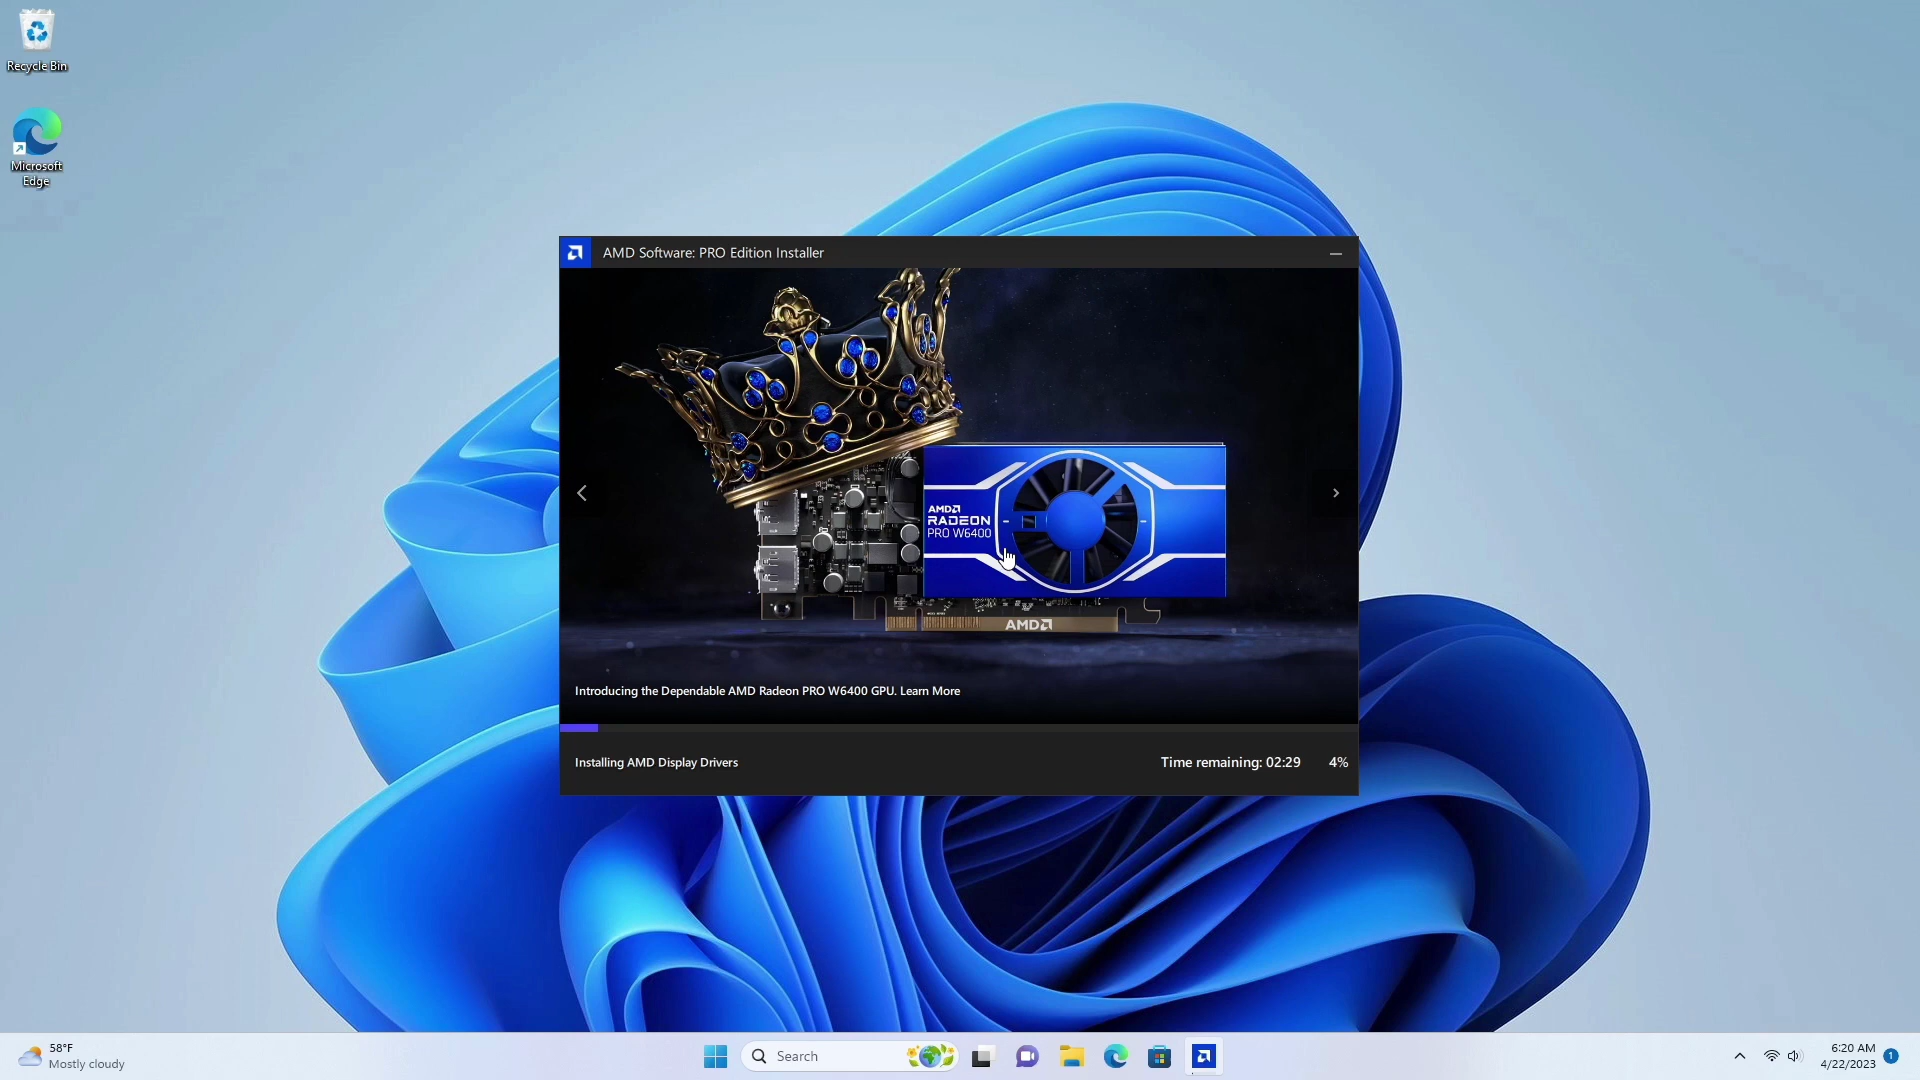 Recycle Bin
Microsoft
Edge
AMD Software: PRO Edition Installer
AMD
RADEON
PRO W6400
AMD
Introducing the Dependable AMD Radeon PRO W6400 GPU. Learn More
Installing AMD Display Drivers
Time remaining: 02:29
4%
58°F
Mostly cloudy
Search
6:20 AM
4/22/2023
1